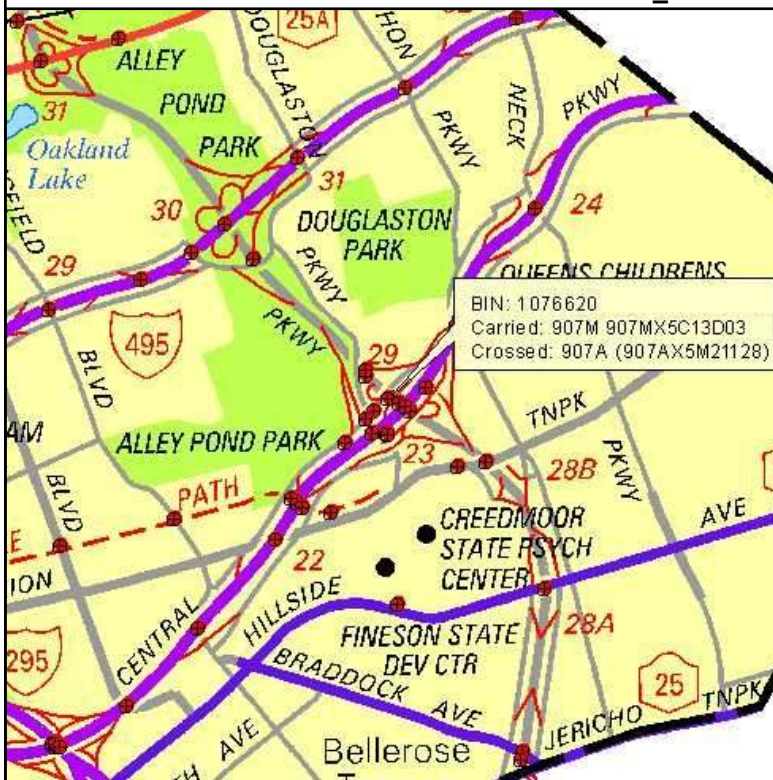 25A
HON
DOUGLASTON
ALLEY
POND
PARK
NECK
PKWY
PKWY
31
Oakland
Lake
31
30
DOUGLASTON
PARK
24
29
PKWY
QUEENS CHILDRENS
BIN: 1076620
Carried: 907M 907MX5C13D03
Crossed: 907A (907AX5M21128)
PKWY
495
BLVD
29
TNPK
AM
ALLEY POND PARK
23
28B
PKWY
BLVD
PATH
E
CREEDMOOR
STATE PSYCH
CENTER
AVE
ION
22
HILLSIDE
CENTRAL
28A
295
FINESON STATE
DEV CTR
BRADDOCK AVE
25
TNPK
JERICHO
AVE
Bellerose